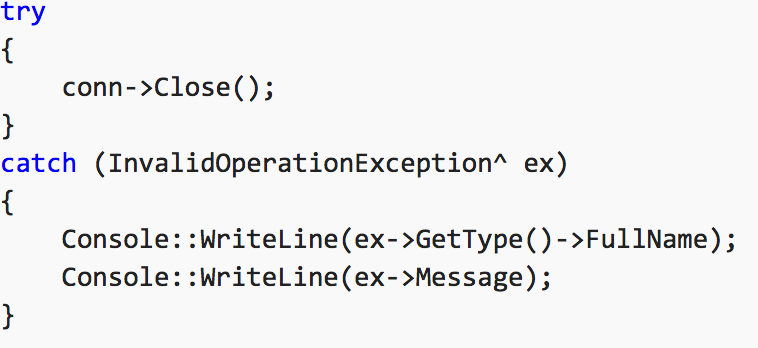 try
{
    conn->Close();
}
catch (InvalidOperationException^ ex)
{
    Console::WriteLine(ex->GetType()->FullName);
    Console::WriteLine(ex->Message);
}